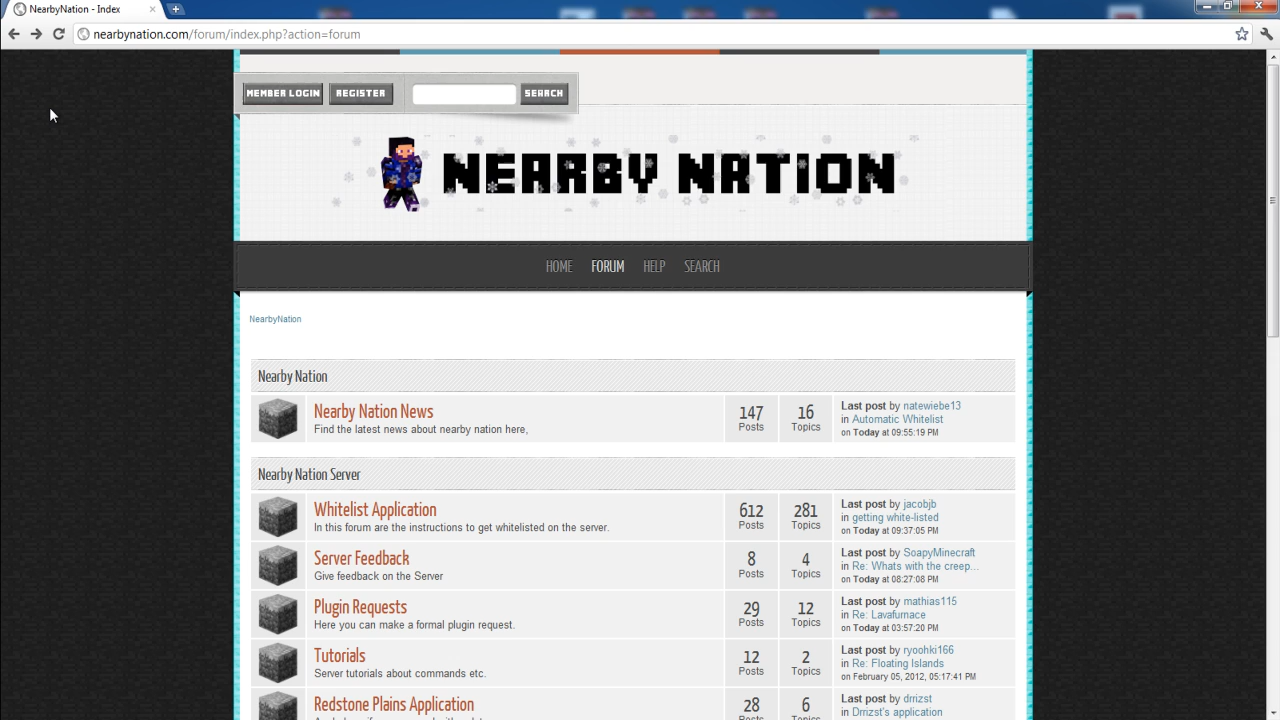 NearbyNation - Index
nearbynation.com/forum/index.php?action=forum
MEMBER LOGIN
REGISTER
SEARCH
NEARBY NATION
HOME
FORUM
HELP
SEARCH
NearbyNation
Nearby Nation
Nearby Nation News
Find the latest news about nearby nation here,
147
Posts
16
Topics
Last post by natewiebe13
in Automatic Whitelist
on Today at 09:55:19 PM
Nearby Nation Server
Whitelist Application
In this forum are the instructions to get whitelisted on the server.
612
Posts
281
Topics
Last post by jacobjb
in getting white-listed
on Today at 09:37:05 PM
Server Feedback
Give feedback on the Server
8
Posts
4
Topics
Last post by SoapyMinecraft
in Re: Whats with the creep...
on Today at 08:27:08 PM
Plugin Requests
Here you can make a formal plugin request.
29
Posts
12
Topics
Last post by mathias115
in Re: Lavafurnace
on Today at 03:57:20 PM
Tutorials
Server tutorials about commands etc.
12
Posts
2
Topics
Last post by ryoohki166
in Re: Floating Islands
on February 05, 2012, 05:17:41 PM
Redstone Plains Application
28
Posts
6
Topics
Last post by drrizst
in Drrizst's application